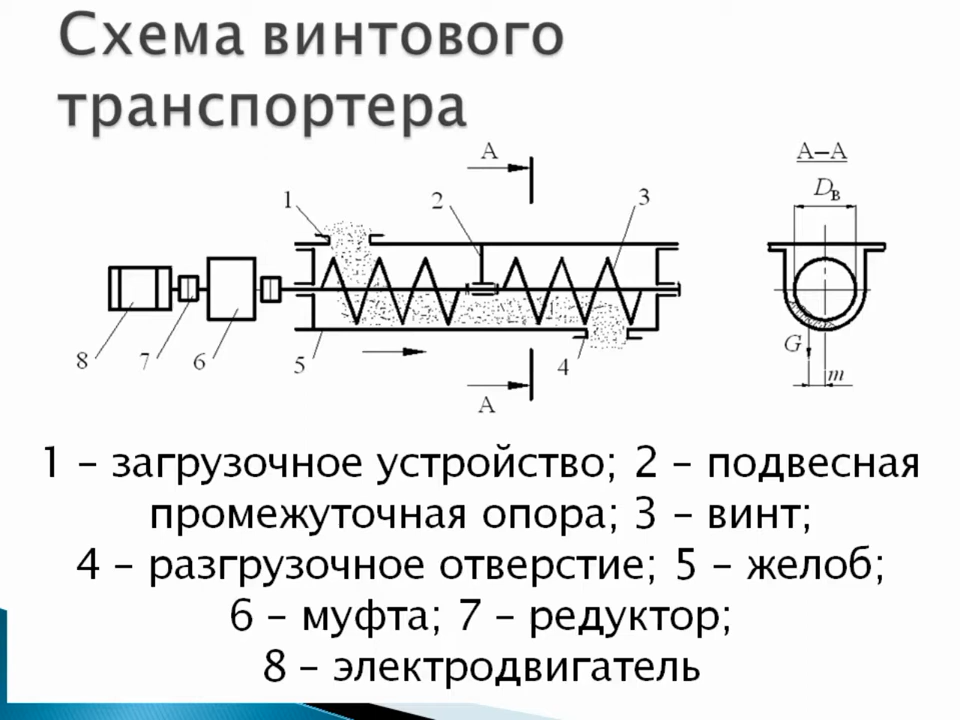 Схема винтового
транспортера
А
А–А
Dв
1
2
3
8
7
6
5
4
G
m
А
1 – загрузочное устройство; 2 – подвесная
промежуточная опора; 3 – винт;
4 – разгрузочное отверстие; 5 – желоб;
6 – муфта; 7 – редуктор;
8 – электродвигатель